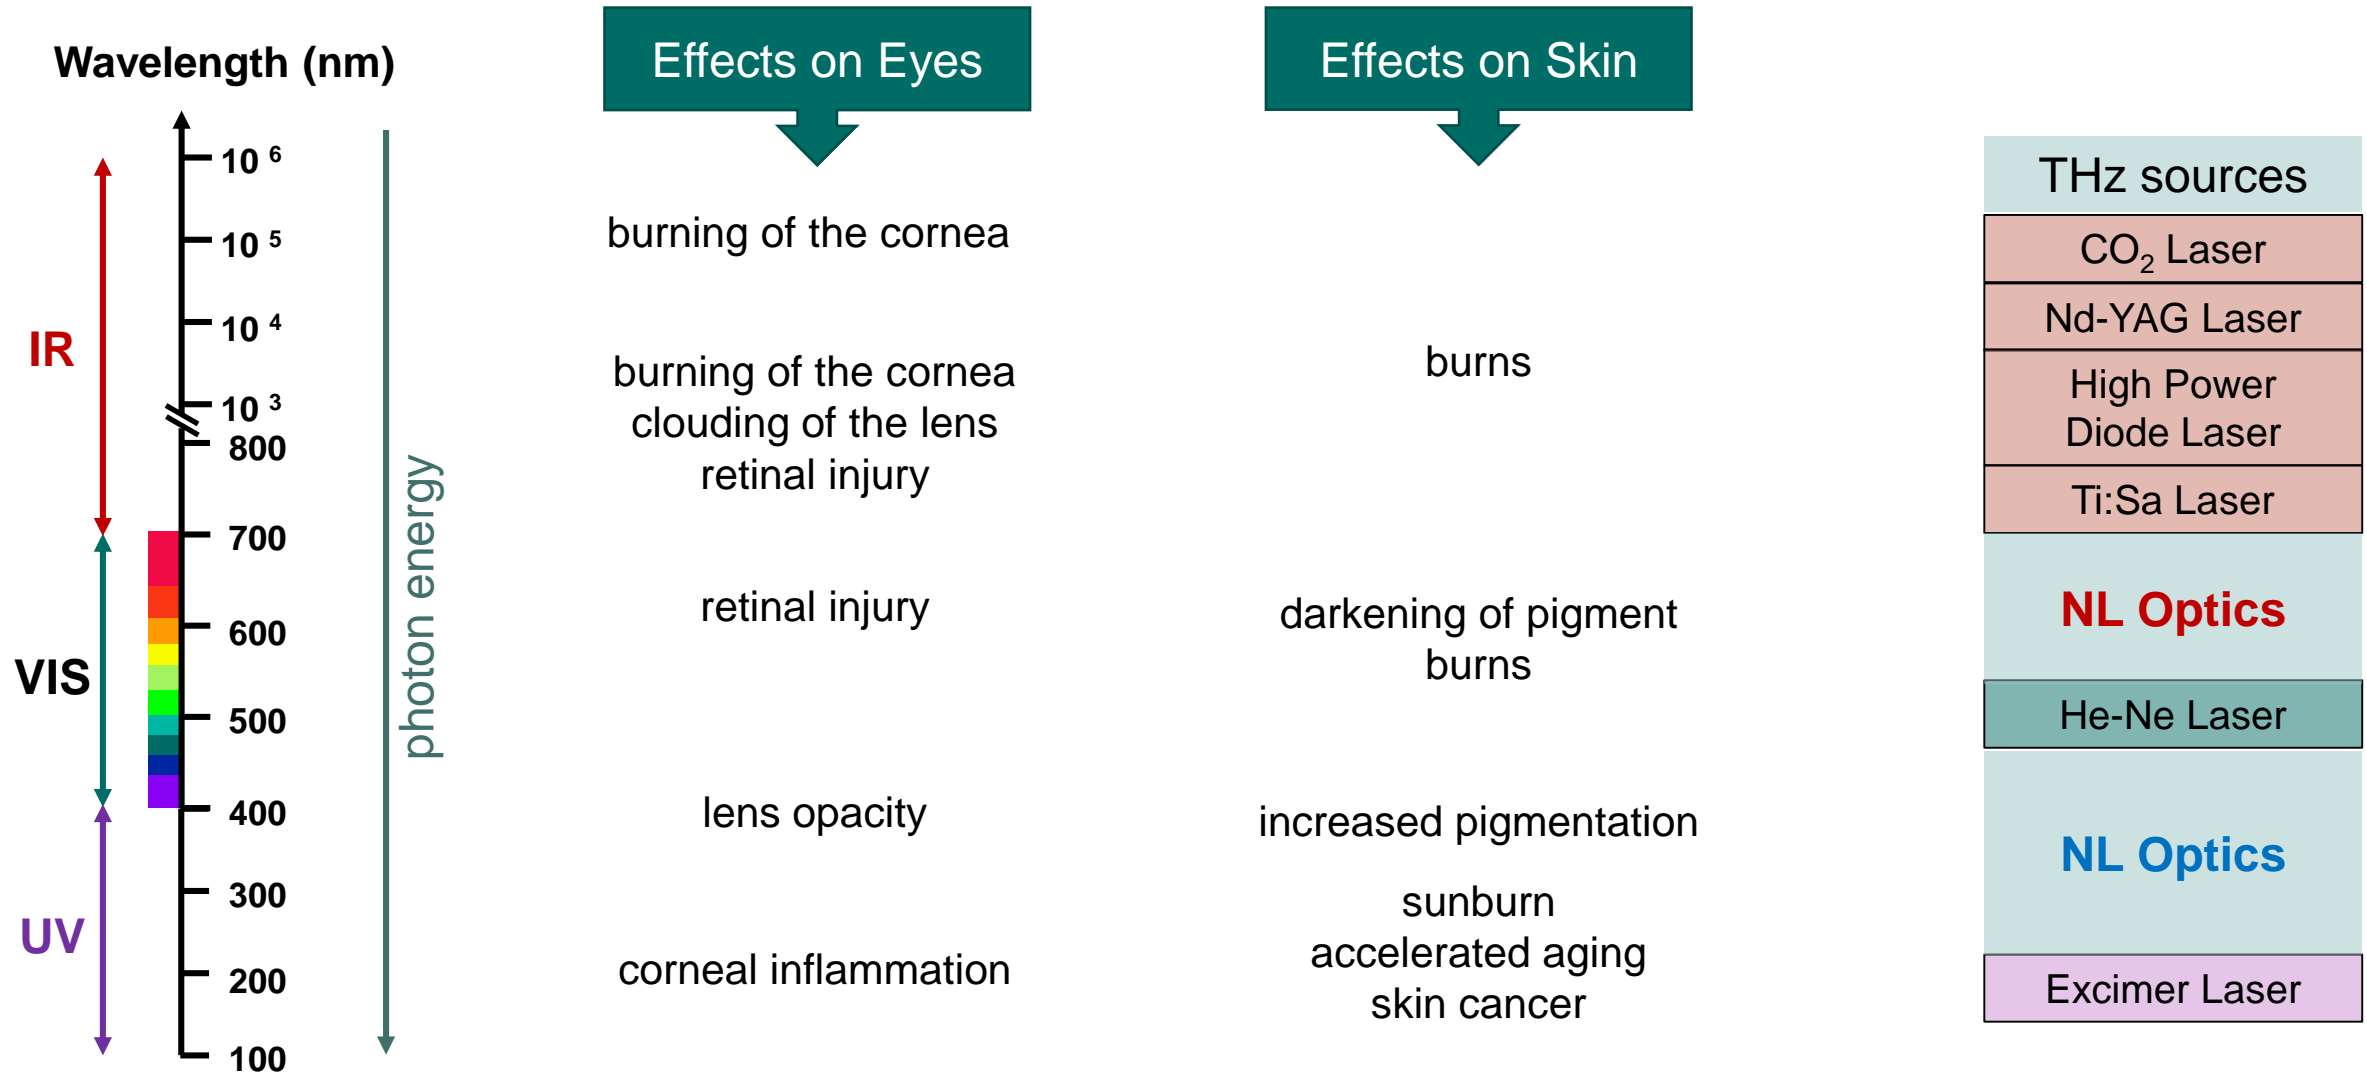 Wavelength (nm)
10 6
10 5
10 4
10 3
800
700
600
500
400
300
200
100
IR
VIS
UV
photon energy
Effects on Eyes
burning of the cornea
burning of the cornea
clouding of the lens
retinal injury
retinal injury
lens opacity
corneal inflammation
Effects on Skin
burns
darkening of pigment
burns
increased pigmentation
sunburn
accelerated aging
skin cancer
THz sources
CO2 Laser
Nd-YAG Laser
High Power
Diode Laser
Ti:Sa Laser
NL Optics
He-Ne Laser
NL Optics
Excimer Laser